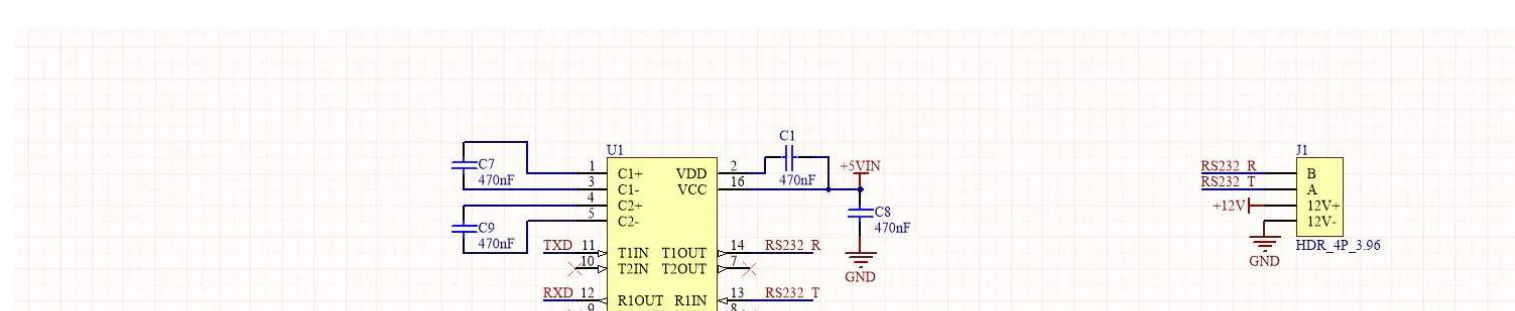 C7
470nF
C9
470nF
U1
1 C1+ VDD 2
3 C1- VCC 16
4 C2+
5 C2-
TXD 11 T1IN T1OUT 14 RS232_R
10 T2IN T2OUT 7
RXD 12 R1OUT R1IN 13 RS232_T
9 8
C1
470nF
+5VIN
C8
470nF
GND
J1
RS232_R B
RS232_T A
+12V 12V+
12V-
HDR_4P_3.96
GND